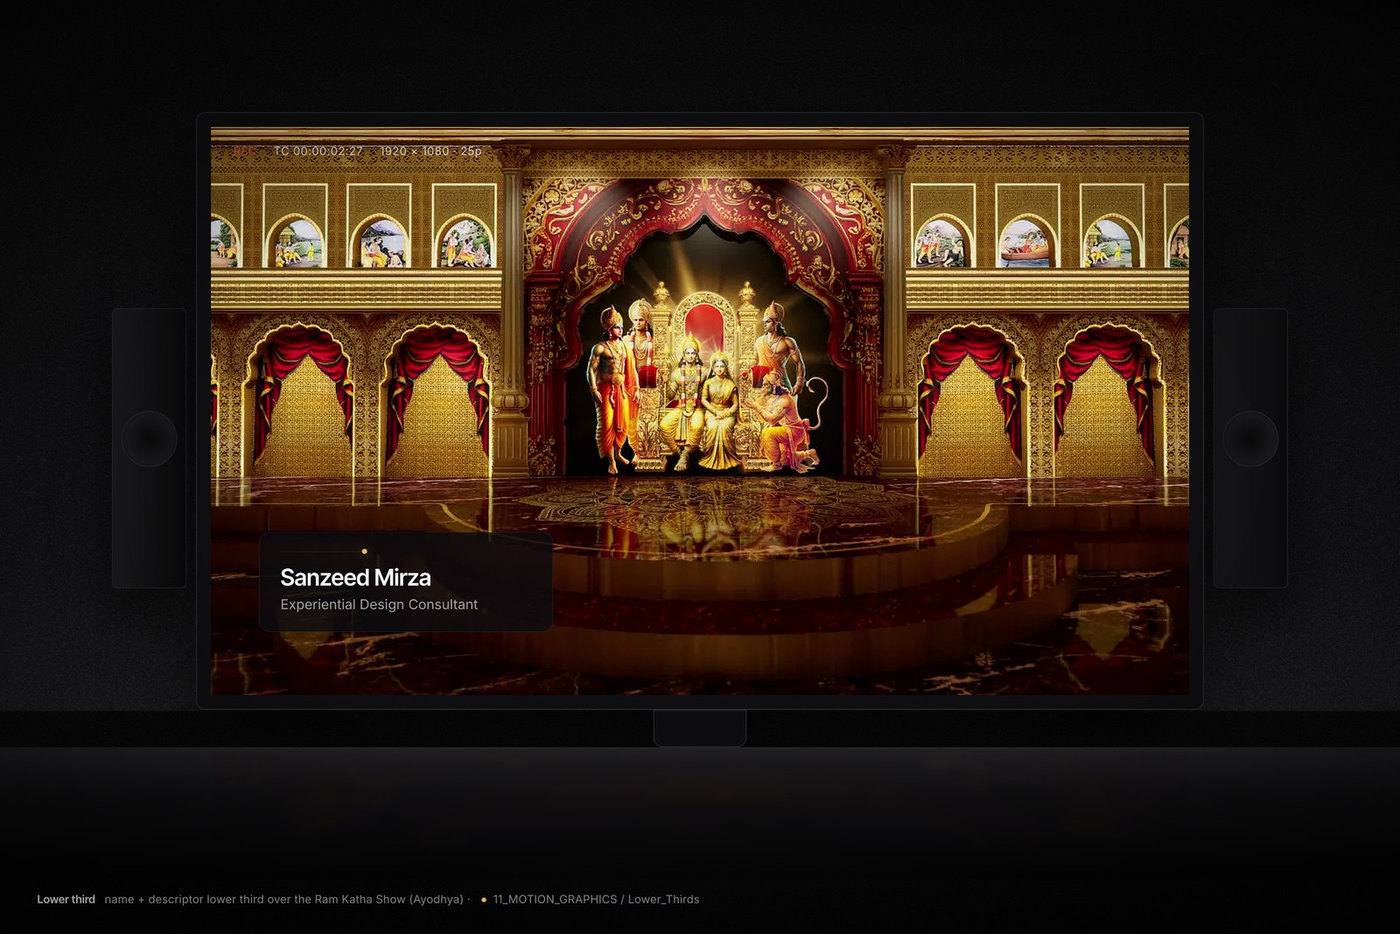 REC TC 00:00:02:27 1920 × 1080 · 25p
Sanzeed Mirza
Experiential Design Consultant
Lower third name + descriptor lower third over the Ram Katha Show (Ayodhya) · 11_MOTION_GRAPHICS / Lower_Thirds